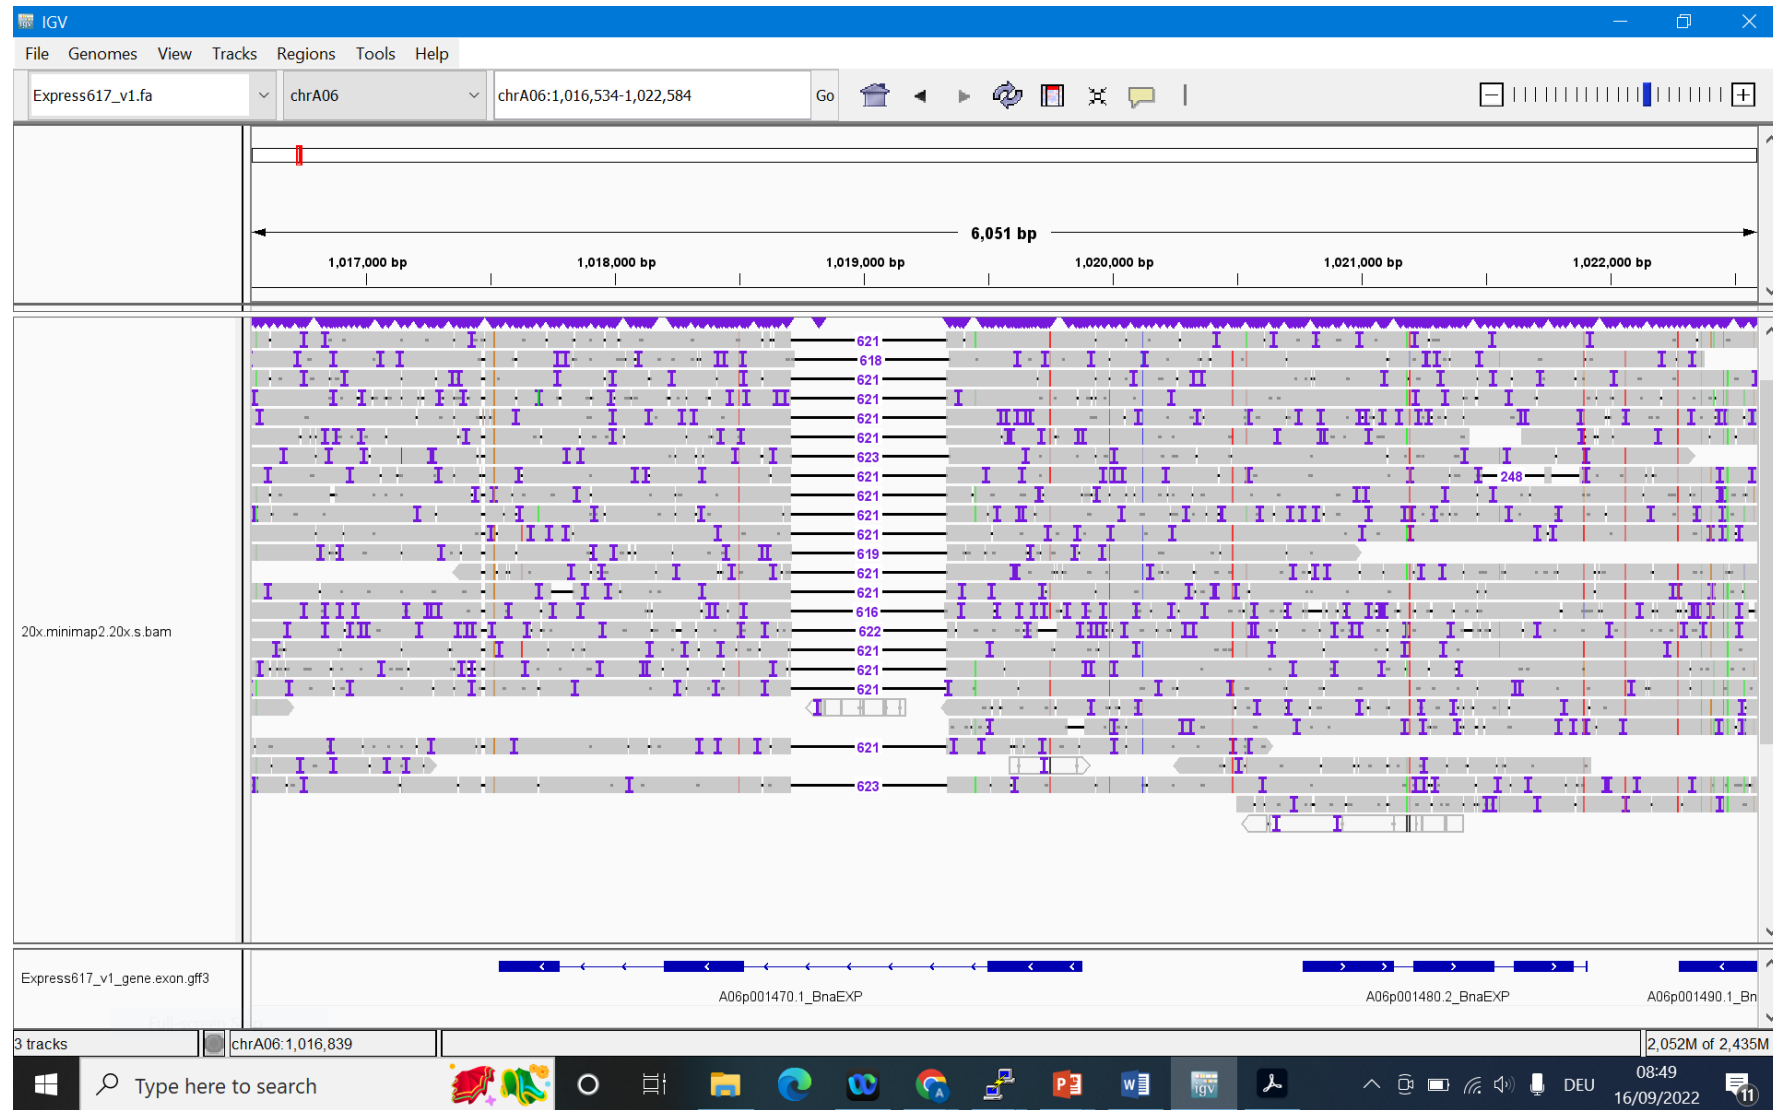 IGV
File Genomes View Tracks Regions Tools Help
Express617_v1.fa chrA06 chrA06:1,016,534-1,022,584 Go
6,051 bp
1,017,000 bp 1,018,000 bp 1,019,000 bp 1,020,000 bp 1,021,000 bp 1,022,000 bp
621
618
621
621
621
621
623
621 248
621
621
621
619
621
621
616
20x.minimap2.20x.s.bam 622
621
621
621
621
623
Express617_v1_gene.exon.gff3
A06p001470.1_BnaEXP A06p001480.2_BnaEXP A06p001490.1_Bn
3 tracks chrA06:1,016,839 2,052M of 2,435M
Type here to search DEU 08:49
16/09/2022 11